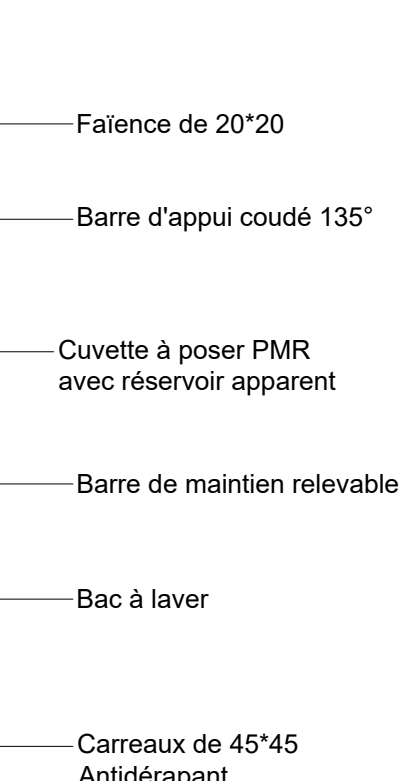 Faïence de 20*20
Barre d'appui coudé 135°
Cuvette à poser PMR
avec réservoir apparent
Barre de maintien relevable
Bac à laver
Carreaux de 45*45
Antidérapant